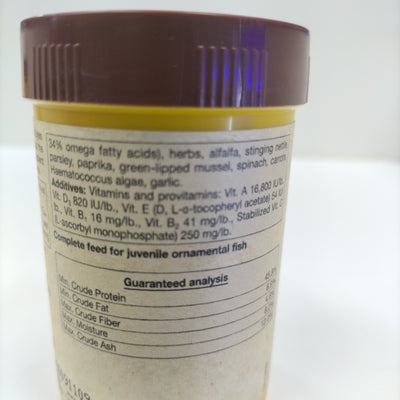 34% omega fatty acids), herbs, alfalfa, stinging nettle,
parsley, paprika, green-lipped mussel, spinach, carrots,
Haematococcus algae, garlic.
Additives: Vitamins and provitamins: Vit. A 16,800 IU/lb.,
Vit. D₃ 820 IU/lb., Vit. E (D, L-α-tocopheryl acetate) 54 IU
lb., Vit. B₁ 16 mg/lb., Vit. B₂ 41 mg/lb., Stabilized Vit. C
(L-ascorbyl monophosphate) 250 mg/lb.
Complete feed for juvenile ornamental fish
Guaranteed analysis
Min. Crude Protein 45.8%
Min. Crude Fat
Max. Crude Fiber
Max. Moisture
Max. Crude Ash